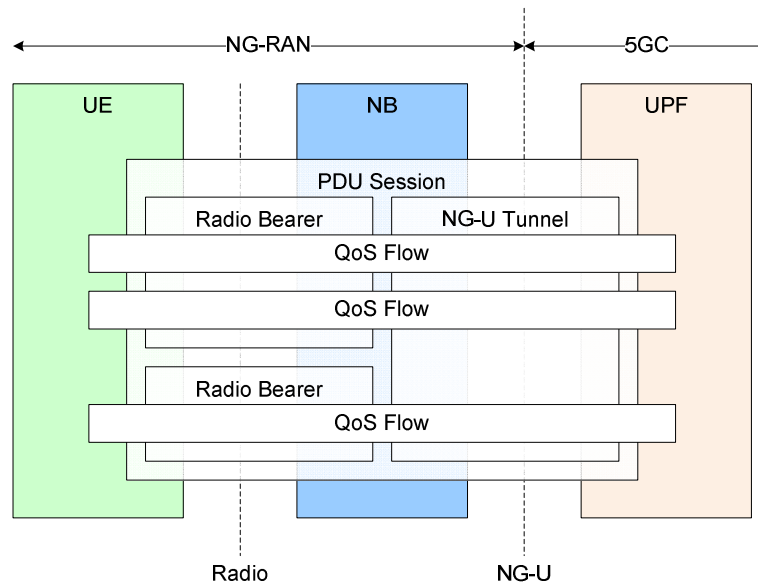 NG-RAN
5GC
UE
NB
UPF
PDU Session
Radio Bearer
NG-U Tunnel
QoS Flow
QoS Flow
Radio Bearer
QoS Flow
Radio
NG-U